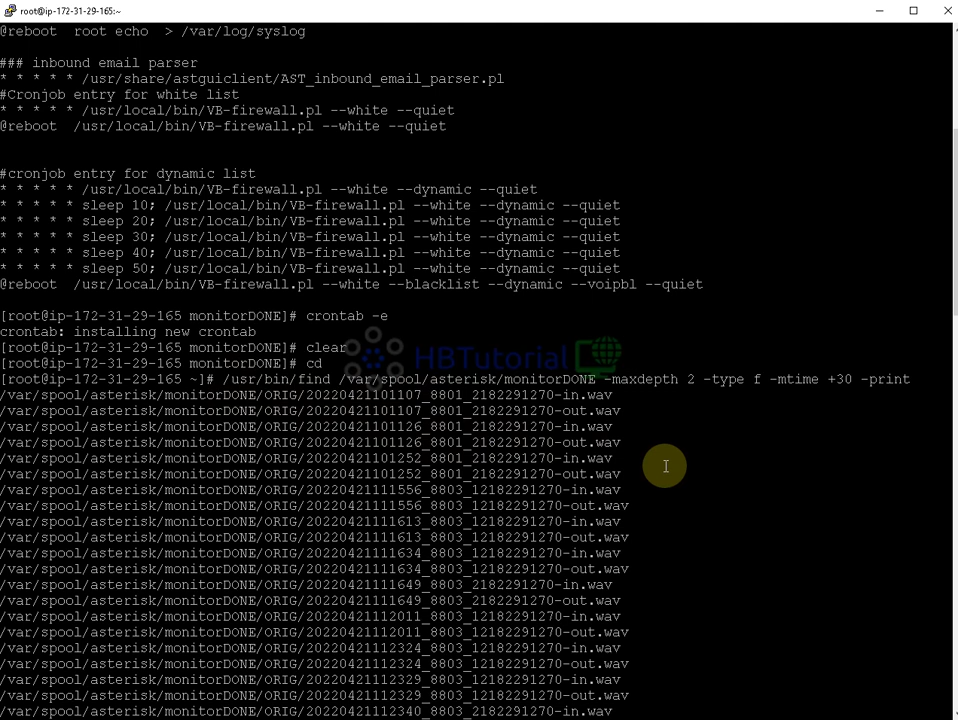 root@ip-172-31-29-165:~
@reboot  root echo  > /var/log/syslog
### inbound email parser
* * * * * /usr/share/astguiclient/AST_inbound_email_parser.pl
#Cronjob entry for white list
* * * * * /usr/local/bin/VB-firewall.pl --white --quiet
@reboot  /usr/local/bin/VB-firewall.pl --white --quiet
#cronjob entry for dynamic list
* * * * * /usr/local/bin/VB-firewall.pl --white --dynamic --quiet
* * * * * sleep 10; /usr/local/bin/VB-firewall.pl --white --dynamic --quiet
* * * * * sleep 20; /usr/local/bin/VB-firewall.pl --white --dynamic --quiet
* * * * * sleep 30; /usr/local/bin/VB-firewall.pl --white --dynamic --quiet
* * * * * sleep 40; /usr/local/bin/VB-firewall.pl --white --dynamic --quiet
* * * * * sleep 50; /usr/local/bin/VB-firewall.pl --white --dynamic --quiet
@reboot  /usr/local/bin/VB-firewall.pl --white --blacklist --dynamic --voipbl --quiet
[root@ip-172-31-29-165 monitorDONE]# crontab -e
crontab: installing new crontab
[root@ip-172-31-29-165 monitorDONE]# clear
HBTutorial
[root@ip-172-31-29-165 monitorDONE]# cd
[root@ip-172-31-29-165 ~]# /usr/bin/find /var/spool/asterisk/monitorDONE -maxdepth 2 -type f -mtime +30 -print
/var/spool/asterisk/monitorDONE/ORIG/20220421101107_8801_2182291270-in.wav
/var/spool/asterisk/monitorDONE/ORIG/20220421101107_8801_2182291270-out.wav
/var/spool/asterisk/monitorDONE/ORIG/20220421101126_8801_2182291270-in.wav
/var/spool/asterisk/monitorDONE/ORIG/20220421101126_8801_2182291270-out.wav
/var/spool/asterisk/monitorDONE/ORIG/20220421101252_8801_2182291270-in.wav
/var/spool/asterisk/monitorDONE/ORIG/20220421101252_8801_2182291270-out.wav
/var/spool/asterisk/monitorDONE/ORIG/20220421111556_8803_12182291270-in.wav
/var/spool/asterisk/monitorDONE/ORIG/20220421111556_8803_12182291270-out.wav
/var/spool/asterisk/monitorDONE/ORIG/20220421111613_8803_12182291270-in.wav
/var/spool/asterisk/monitorDONE/ORIG/20220421111613_8803_12182291270-out.wav
/var/spool/asterisk/monitorDONE/ORIG/20220421111634_8803_12182291270-in.wav
/var/spool/asterisk/monitorDONE/ORIG/20220421111634_8803_12182291270-out.wav
/var/spool/asterisk/monitorDONE/ORIG/20220421111649_8803_2182291270-in.wav
/var/spool/asterisk/monitorDONE/ORIG/20220421111649_8803_2182291270-out.wav
/var/spool/asterisk/monitorDONE/ORIG/20220421112011_8803_12182291270-in.wav
/var/spool/asterisk/monitorDONE/ORIG/20220421112011_8803_12182291270-out.wav
/var/spool/asterisk/monitorDONE/ORIG/20220421112324_8803_12182291270-in.wav
/var/spool/asterisk/monitorDONE/ORIG/20220421112324_8803_12182291270-out.wav
/var/spool/asterisk/monitorDONE/ORIG/20220421112329_8803_2182291270-in.wav
/var/spool/asterisk/monitorDONE/ORIG/20220421112329_8803_2182291270-out.wav
/var/spool/asterisk/monitorDONE/ORIG/20220421112340_8803_2182291270-in.wav